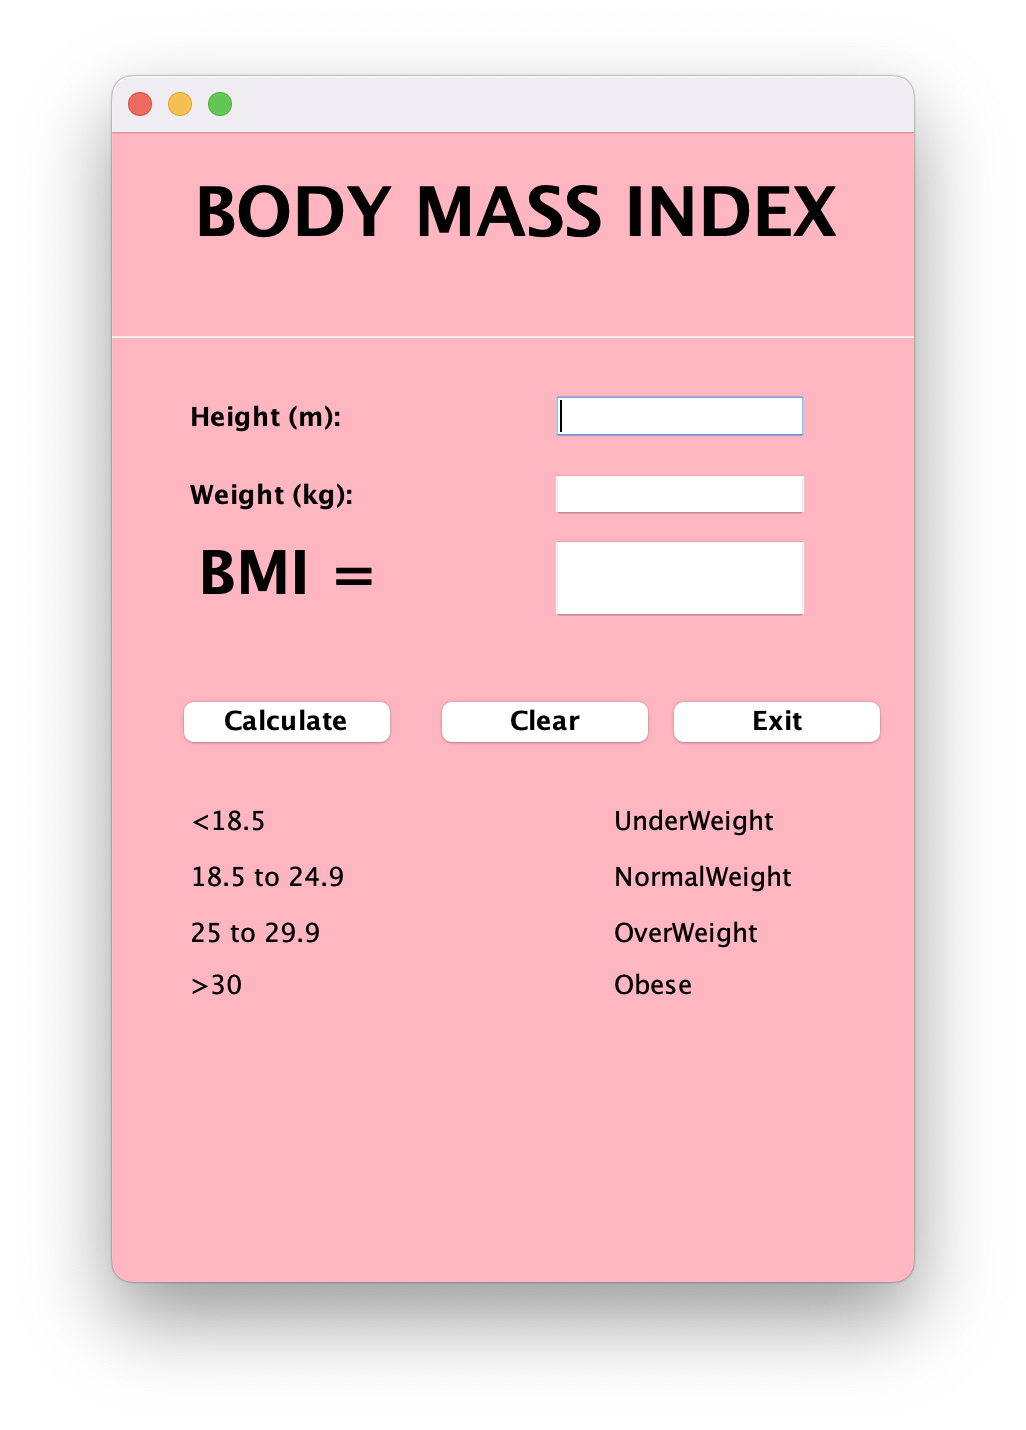 BODY MASS INDEX
Height (m):
Weight (kg):
BMI =
Calculate Clear Exit
<18.5 UnderWeight
18.5 to 24.9 NormalWeight
25 to 29.9 OverWeight
>30 Obese